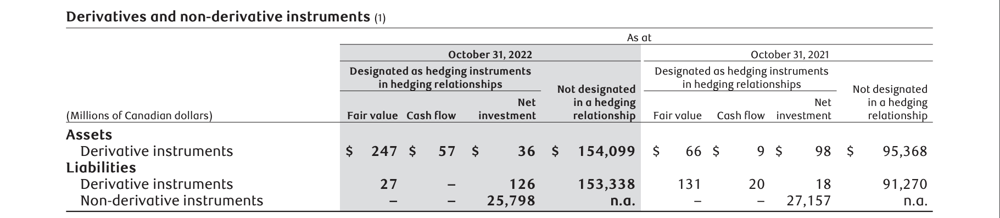 Derivatives and non-derivative instruments (1)
As at
October 31, 2022 October 31, 2021
Designated as hedging instruments Designated as hedging instruments
in hedging relationships in hedging relationships
Not designated Not designated
Net in a hedging Net in a hedging
(Millions of Canadian dollars) Fair value Cash flow investment relationship Fair value Cash flow investment relationship
Assets
Derivative instruments $ 247 $ 57 $ 36 $ 154,099 $ 66 $ 9 $ 98 $ 95,368
Liabilities
Derivative instruments 27 – 126 153,338 131 20 18 91,270
Non-derivative instruments – – 25,798 n.a. – – 27,157 n.a.